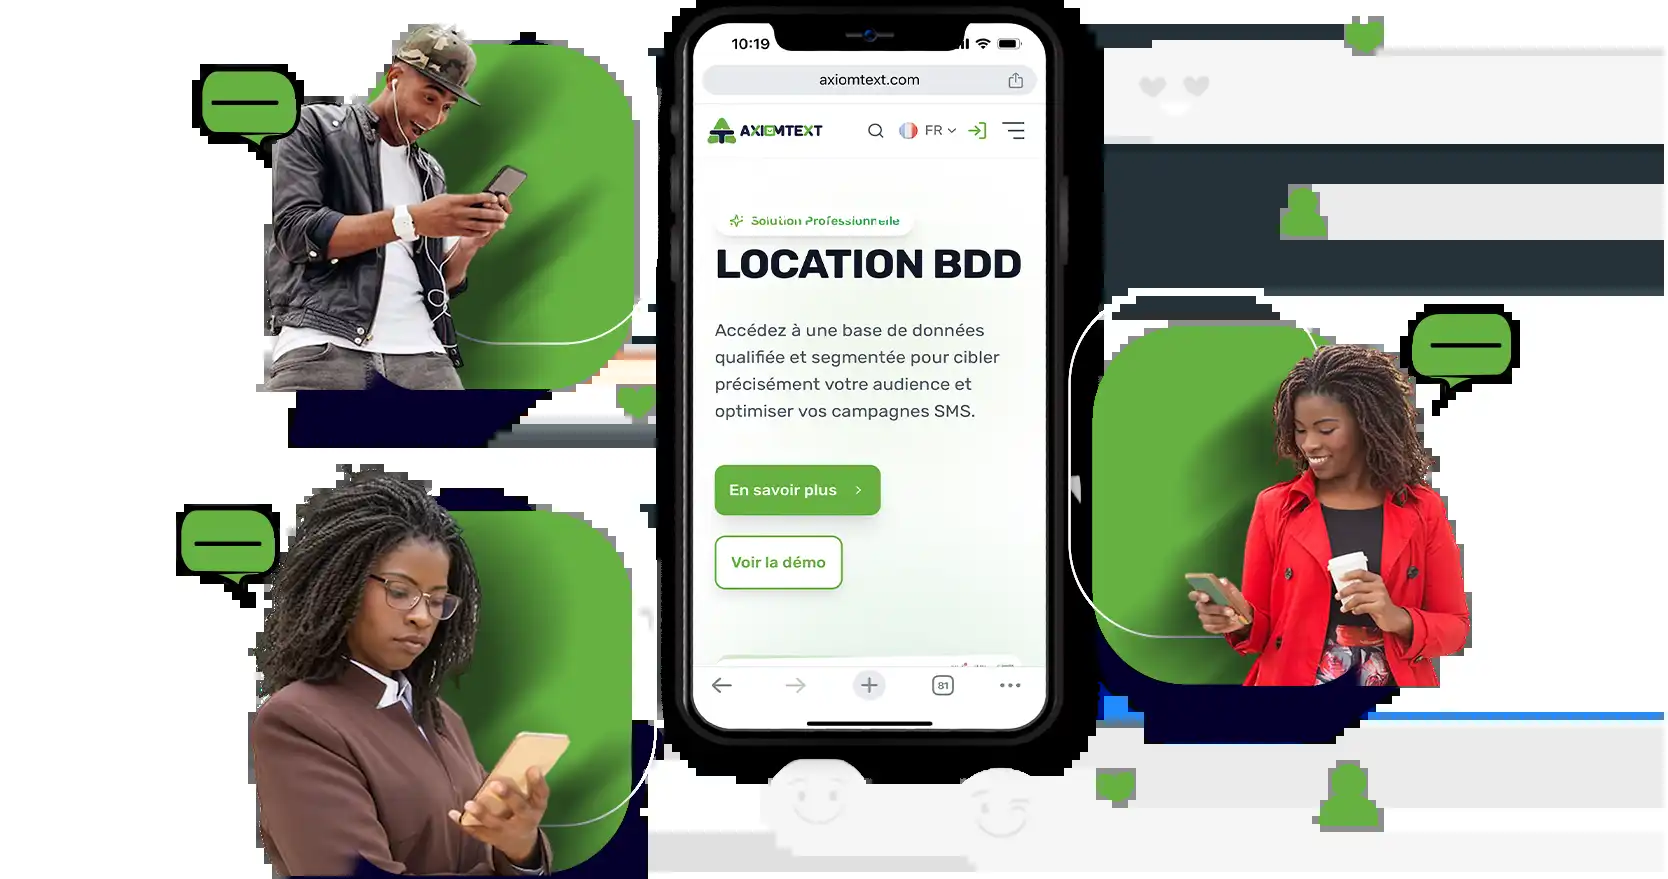 10:19
axiomtext.com
AXIOMTEXT
FR
Solution Professionnelle
LOCATION BDD
Accédez à une base de données
qualifiée et segmentée pour cibler
précisément votre audience et
optimiser vos campagnes SMS.
En savoir plus
Voir la démo
81